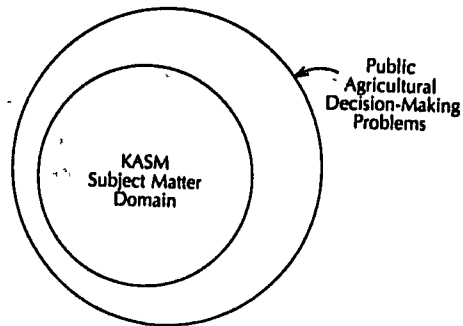 Public
Agricultural
Decision-Making
Problems
KASM
Subject Matter
Domain